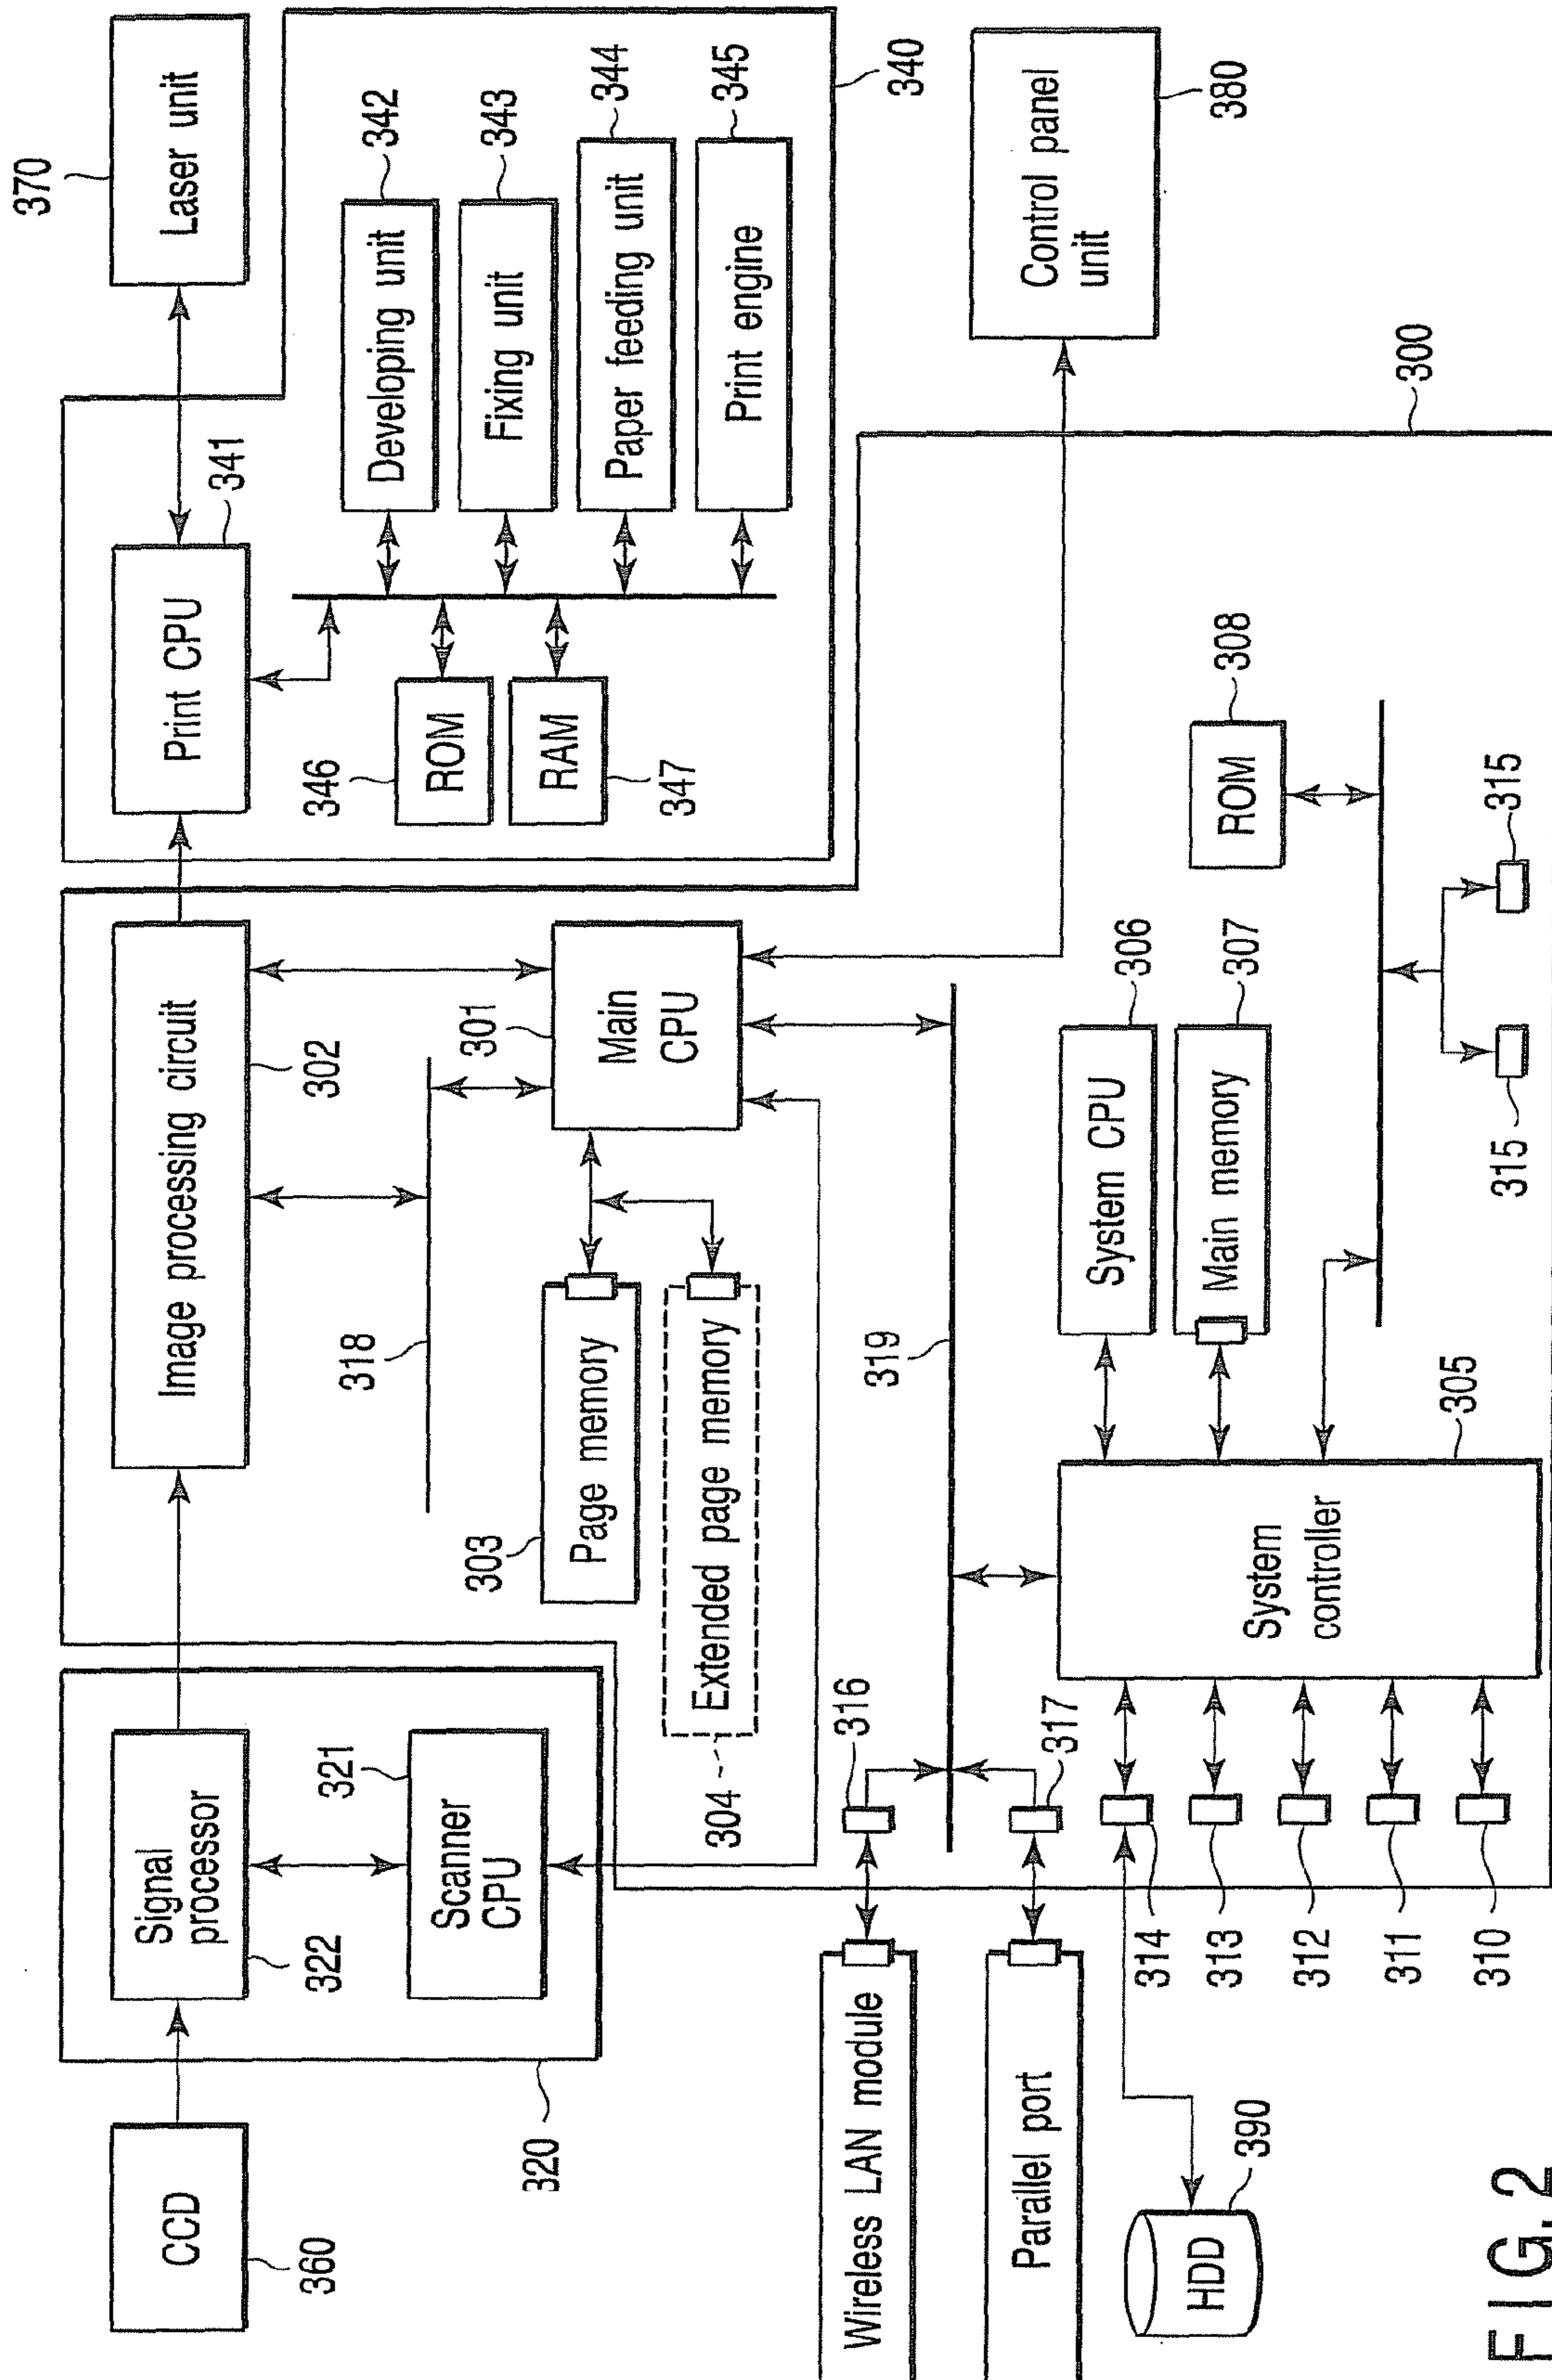 CCD
360
Signal
processor
322
Scanner
CPU
321
320
Image processing circuit
302
318
303
Page memory
304
Extended page memory
301
Main
CPU
Print CPU
341
Laser unit
370
346
ROM
RAM
347
Developing unit
342
Fixing unit
343
Paper feeding unit
344
Print engine
345
340
Control panel
unit
380
300
Wireless LAN module
316
Parallel port
317
319
HDD
390
314
313
312
311
310
System
controller
305
System CPU
306
Main memory
307
ROM
308
315
315
FIG. 2